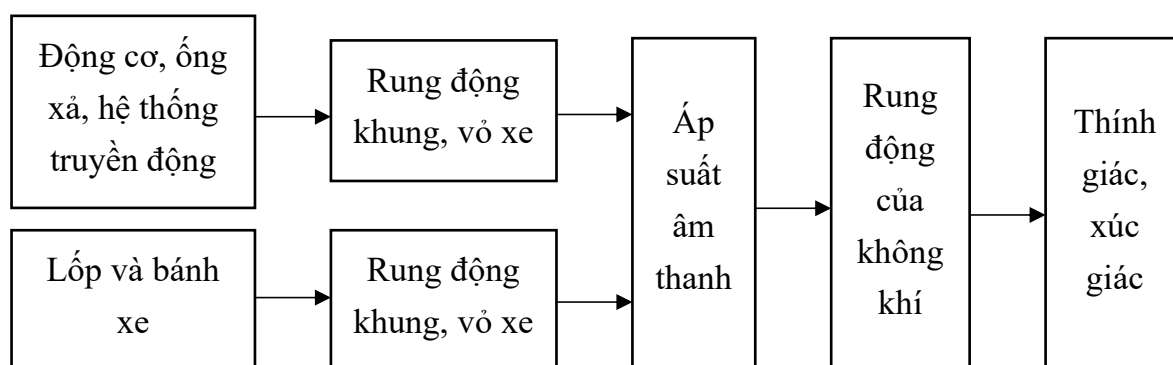 Động cơ, ống
xả, hệ thống
truyền động
Rung động
khung, vỏ xe
Lốp và bánh
xe
Rung động
khung, vỏ xe
Áp
suất
âm
thanh
Rung
động
của
không
khí
Thính
giác,
xúc
giác